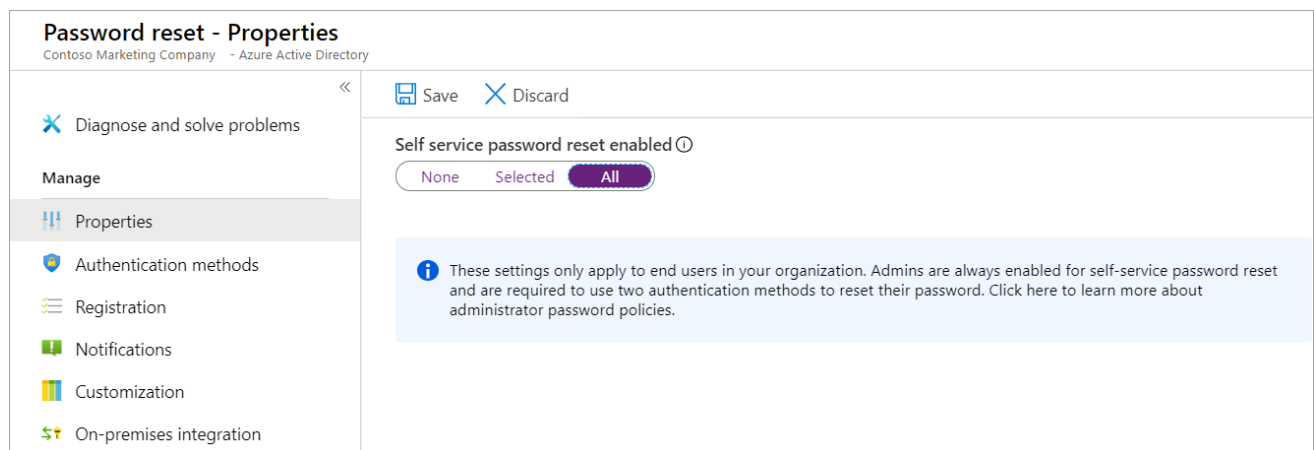 Password reset - Properties
Contoso Marketing Company - Azure Active Directory
«
Diagnose and solve problems
Manage
Properties
Authentication methods
Registration
Notifications
Customization
On-premises integration
Save Discard
Self service password reset enabled
None Selected All
These settings only apply to end users in your organization. Admins are always enabled for self-service password reset
and are required to use two authentication methods to reset their password. Click here to learn more about
administrator password policies.